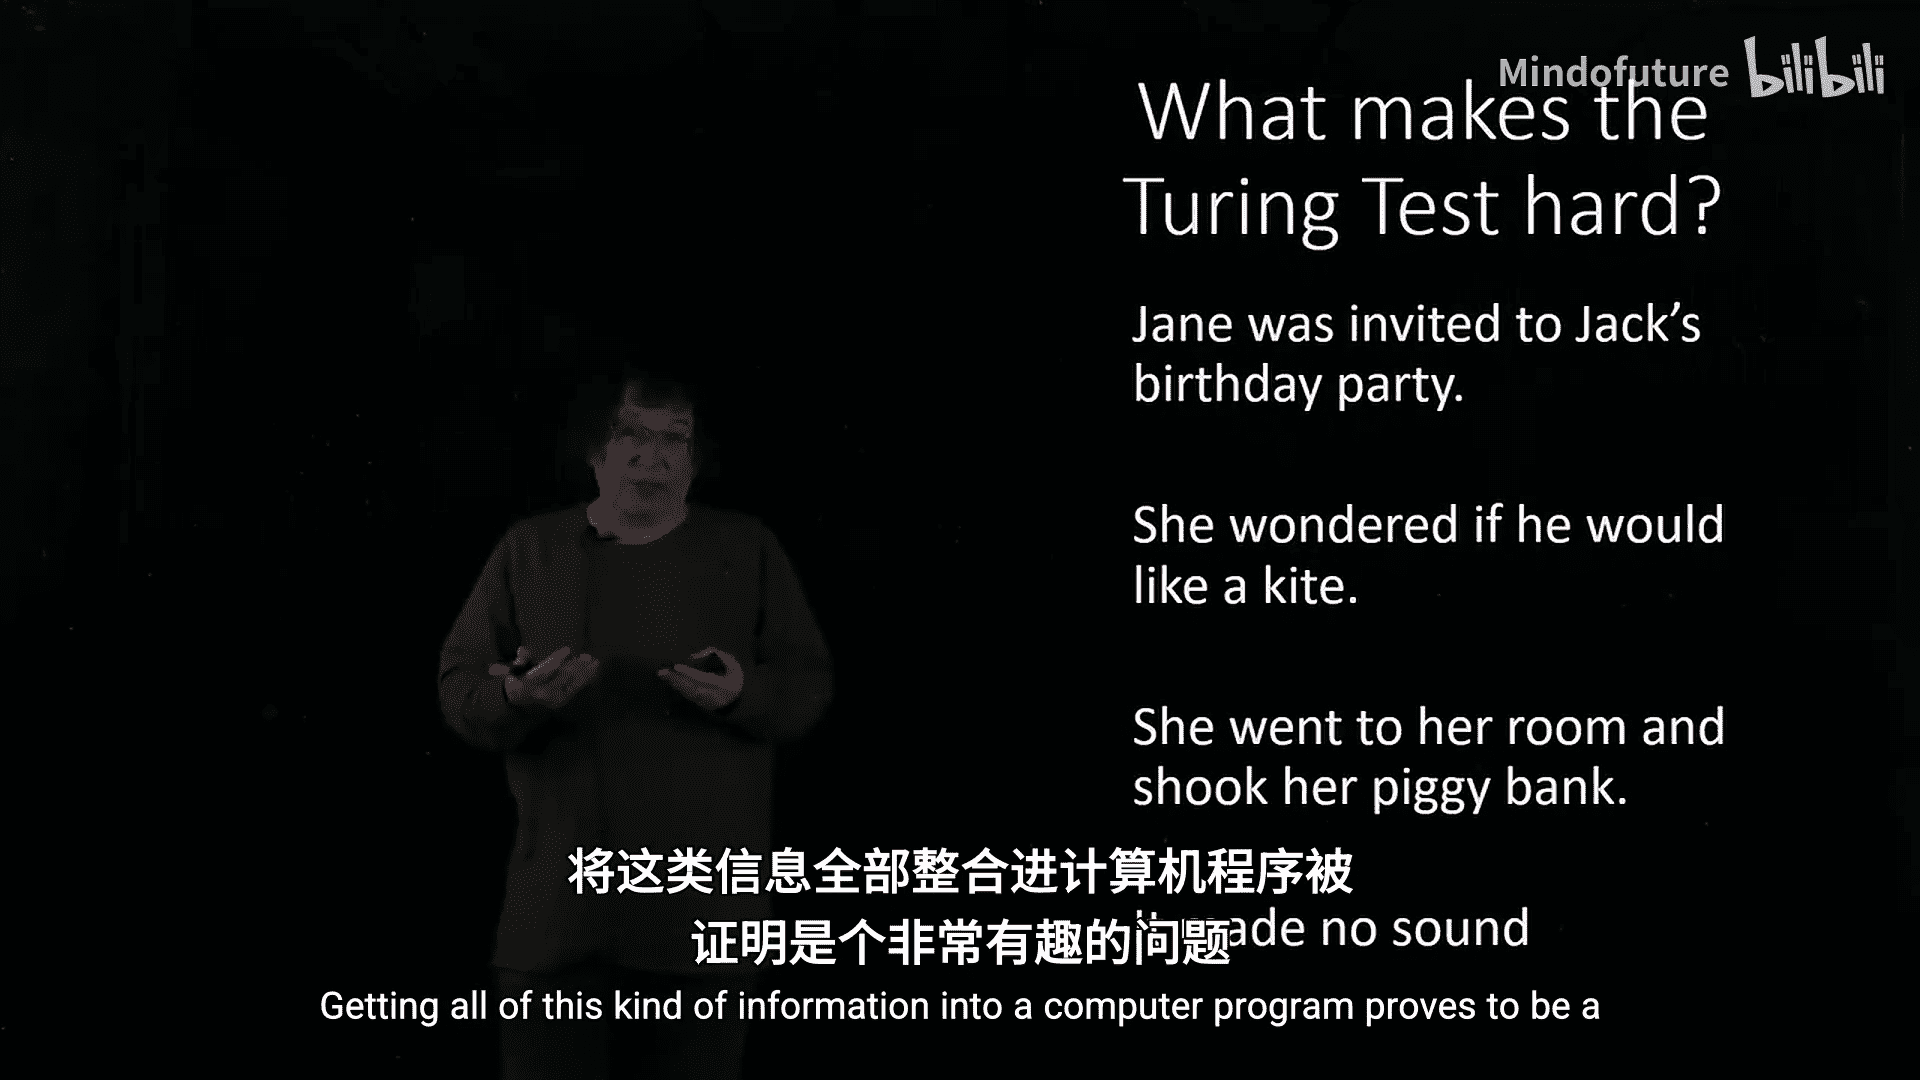 Mindofuture bilibili
What makes the
Turing Test hard?
Jane was invited to Jack’s
birthday party.
She wondered if he would
like a kite.
She went to her room and
shook her piggy bank.
no sound
将这类信息全部整合进计算机程序被
证明是个非常有趣的问题
Getting all of this kind of information into a computer program proves to be a